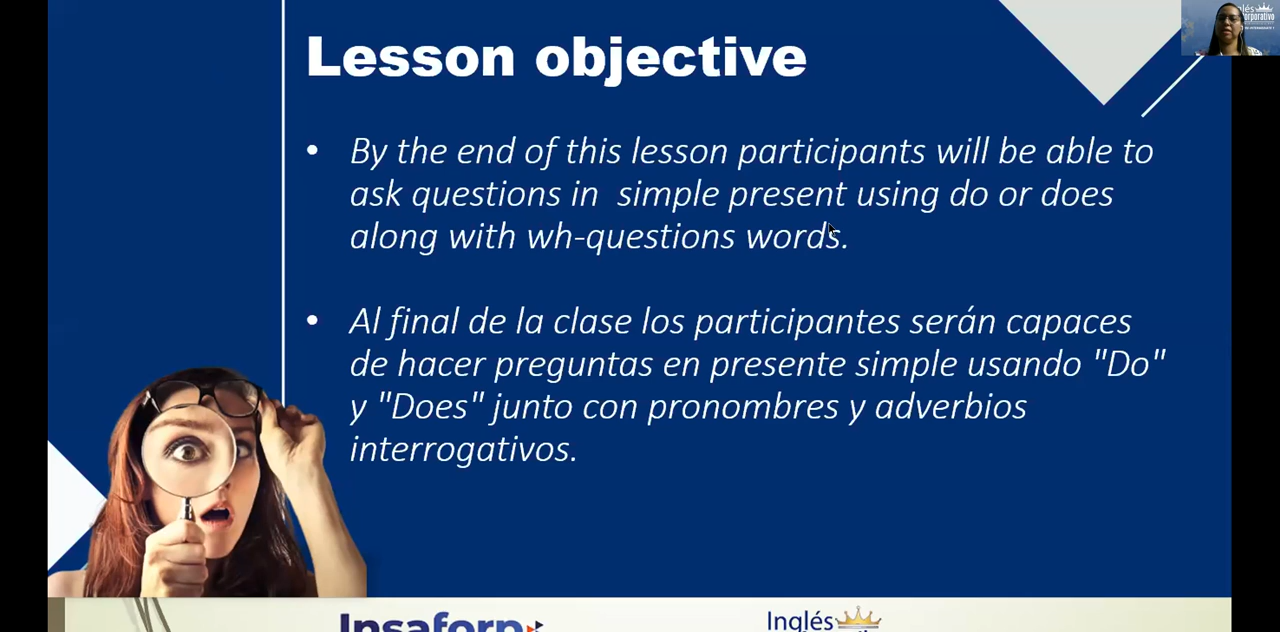 Lesson objective
• By the end of this lesson participants will be able to
ask questions in  simple present using do or does
along with wh-questions words.
• Al final de la clase los participantes serán capaces
de hacer preguntas en presente simple usando "Do"
y "Does" junto con pronombres y adverbios
interrogativos.
Insaforp
Inglés